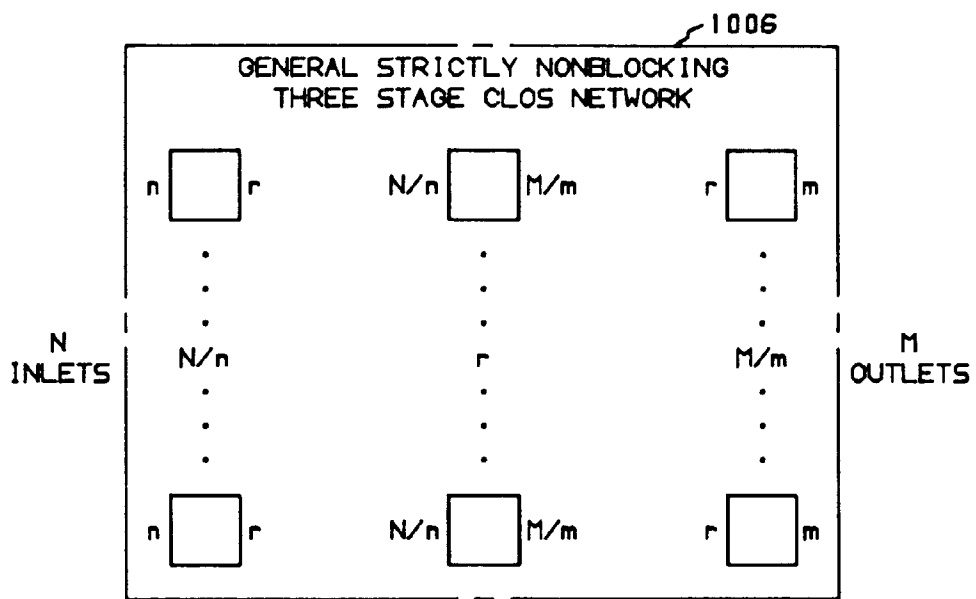 1006
GENERAL STRICTLY NONBLOCKING
THREE STAGE CLOS NETWORK
n r N/n M/m r m
N INLETS
N/n r M/m
M OUTLETS
n r N/n M/m r m